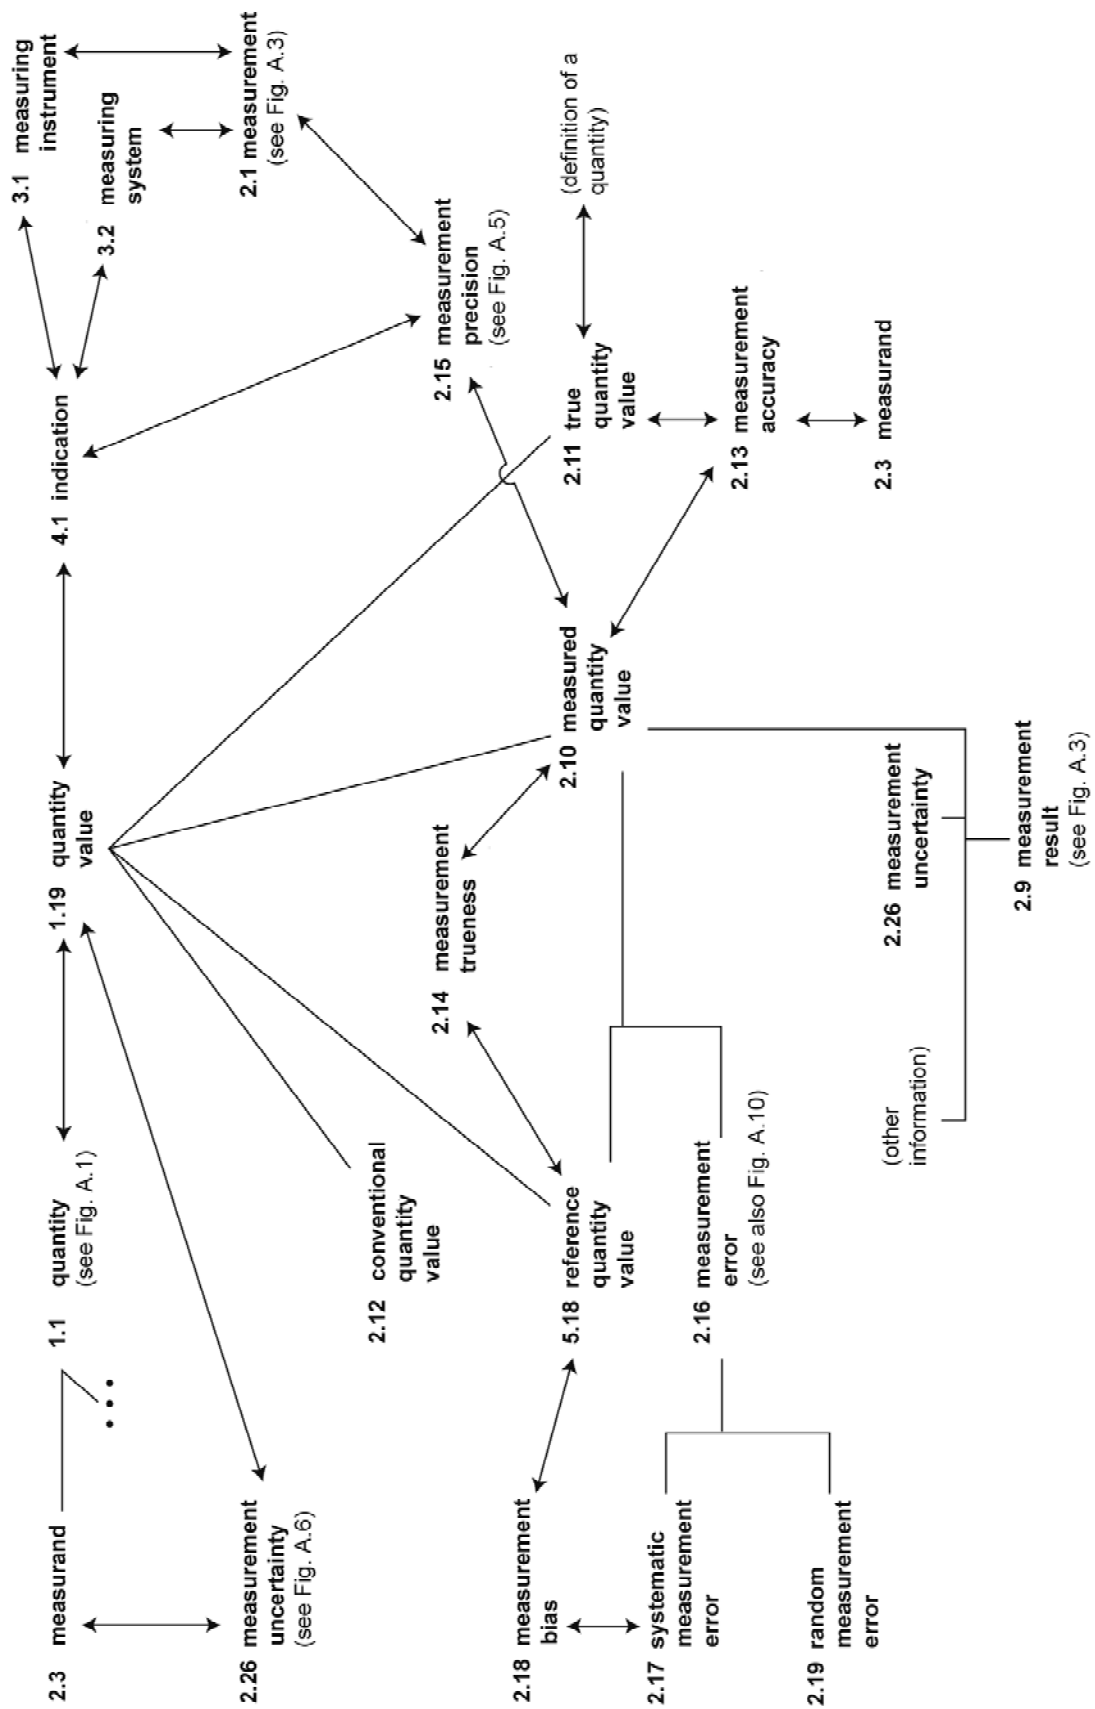 2.3 measurand
1.1 quantity
(see Fig. A.1)
1.19 quantity
value
4.1 indication
3.1 measuring
instrument
3.2 measuring
system
2.1 measurement
(see Fig. A.3)
2.26 measurement
uncertainty
(see Fig. A.6)
2.12 conventional
quantity
value
2.14 measurement
trueness
2.15 measurement
precision
(see Fig. A.5)
2.18 measurement
bias
5.18 reference
quantity
value
2.10 measured
quantity
value
2.11 true
quantity
value
(definition of a
quantity)
2.17 systematic
measurement
error
2.16 measurement
error
(see also Fig. A.10)
2.13 measurement
accuracy
2.19 random
measurement
error
(other
information)
2.26 measurement
uncertainty
2.3 measurand
2.9 measurement
result
(see Fig. A.3)